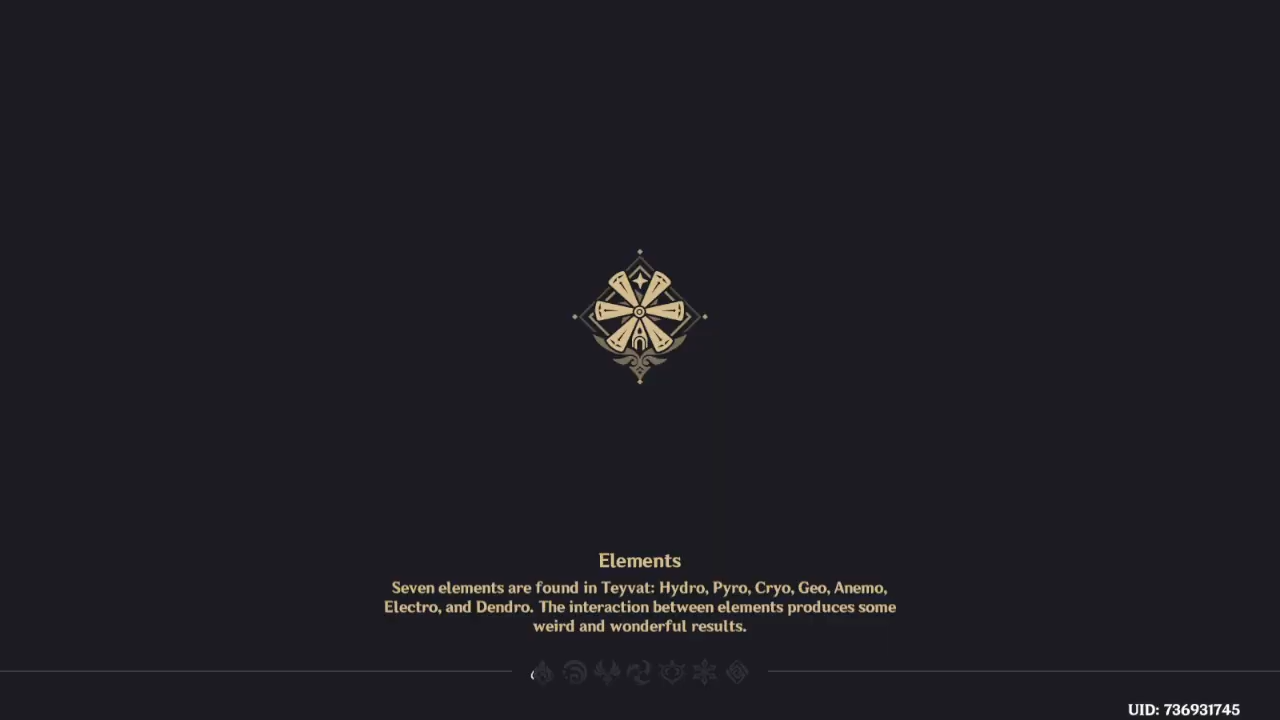 Elements
Seven elements are found in Teyvat: Hydro, Pyro, Cryo, Geo, Anemo,
Electro, and Dendro. The interaction between elements produces some
weird and wonderful results.
UID: 736931745